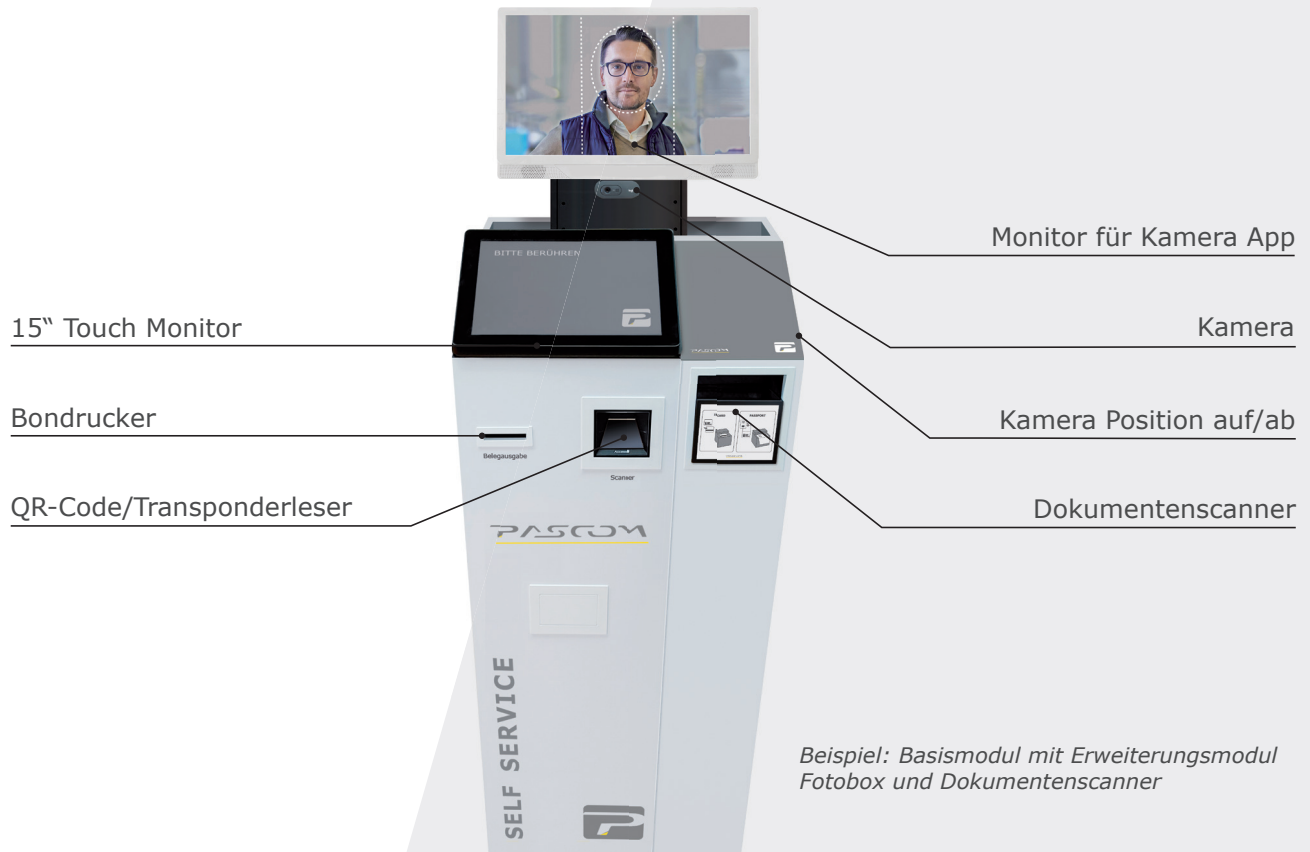 Monitor für Kamera App
15“ Touch Monitor
Kamera
Bondrucker
Kamera Position auf/ab
QR-Code/Transponderleser
Dokumentenscanner
BITTE BERÜHREN
PASCOM
Belegausgabe
Scanner
PASSPORT
PASCOM
SELF SERVICE
Beispiel: Basismodul mit Erweiterungsmodul
Fotobox und Dokumentenscanner